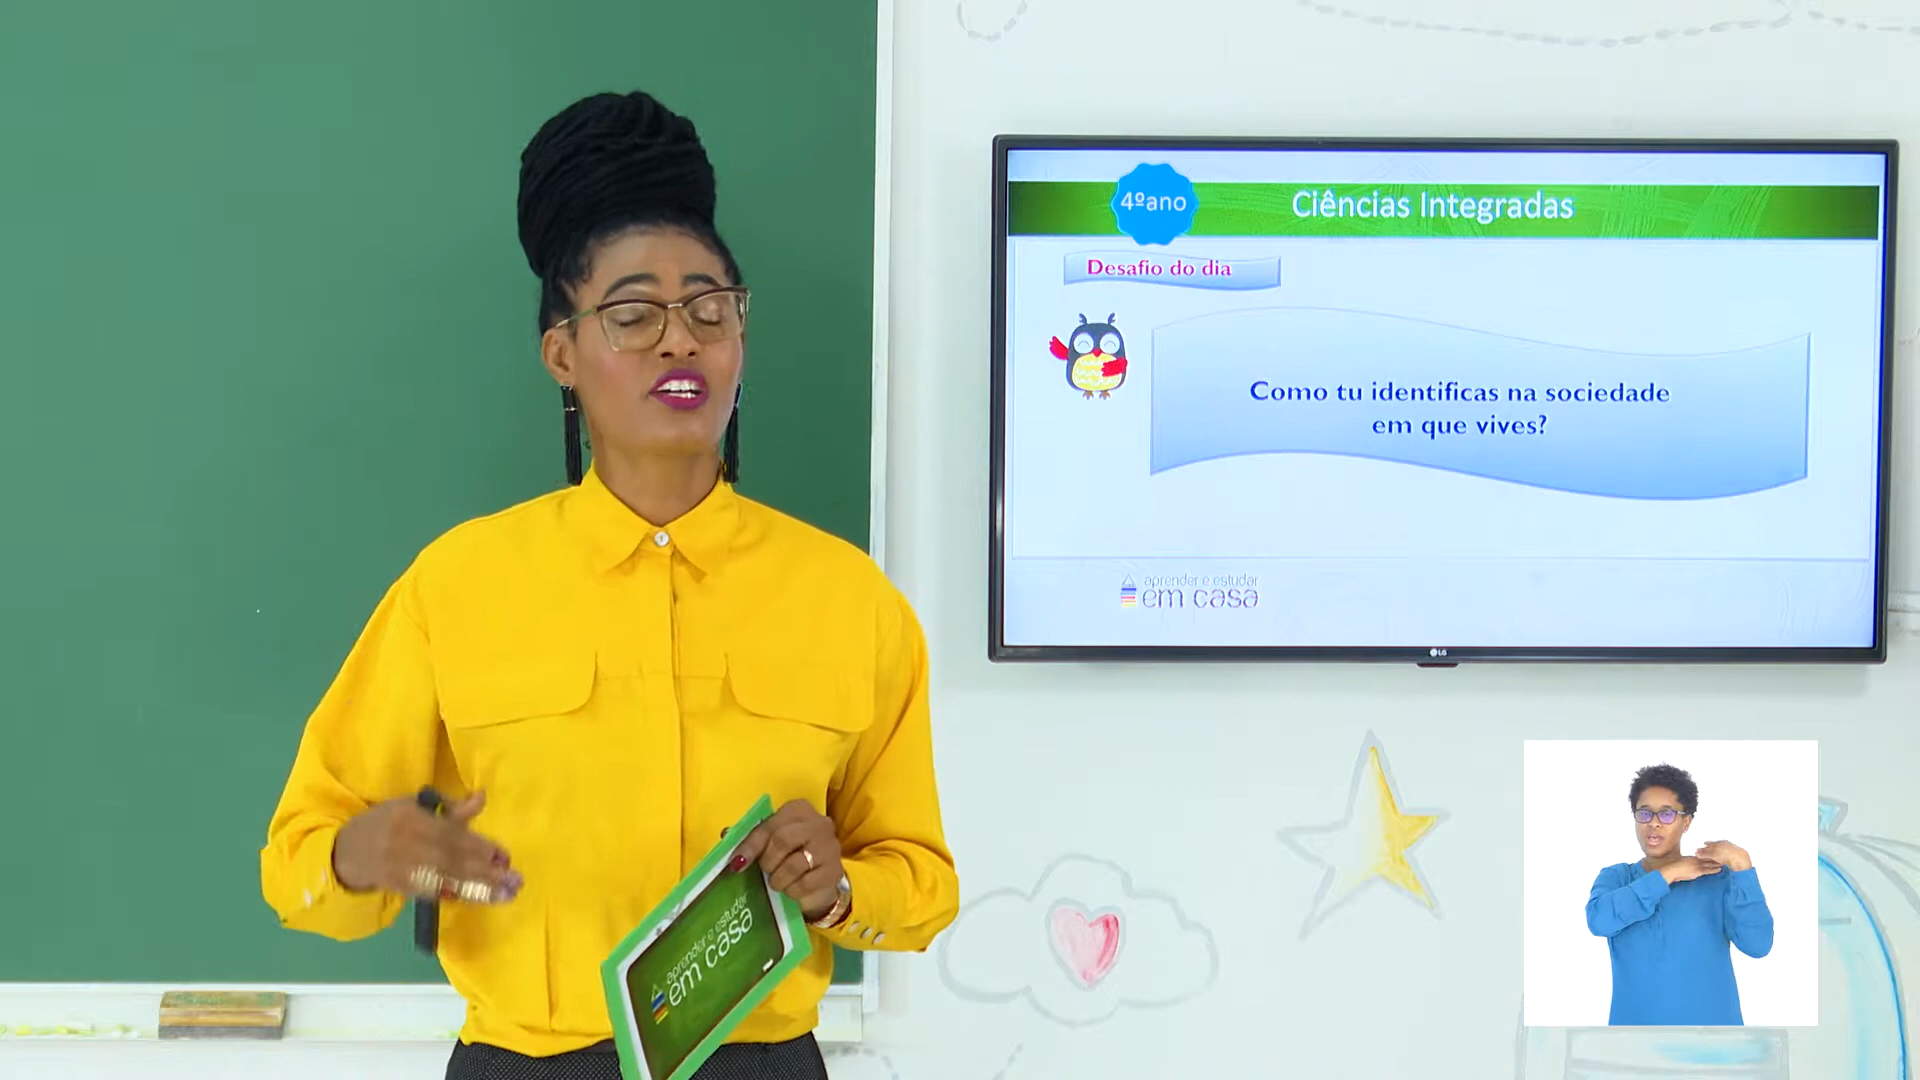 4ºano
Ciências Integradas
Desafio do dia
Como tu identificas na sociedade
em que vives?
aprender e estudar
em casa
LG
aprender e estudar
em casa